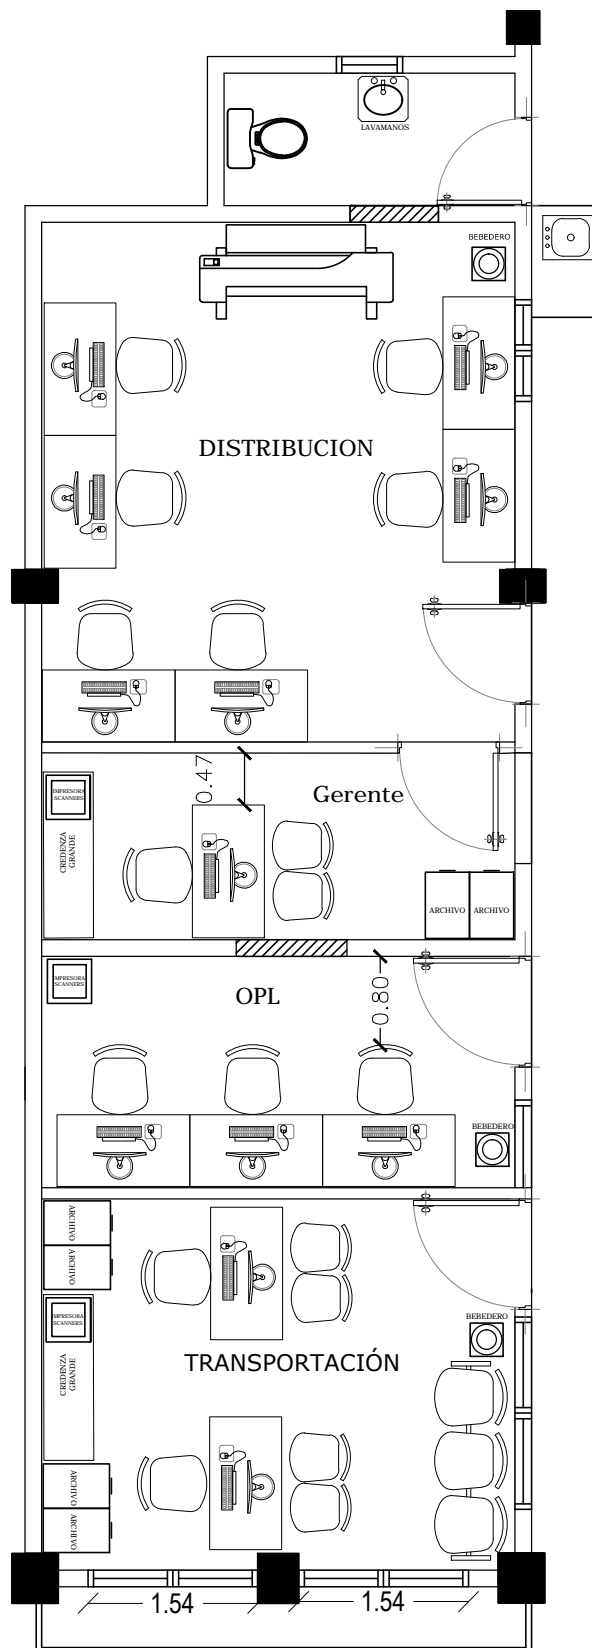 LAVAMANOS
BEBEDERO
DISTRIBUCION
0.47
Gerente
IMPRESORA
SCANNERS
CREDENZA
GRANDE
ARCHIVO
ARCHIVO
IMPRESORA
SCANNERS
OPL
0.80
BEBEDERO
ARCHIVO
ARCHIVO
IMPRESORA
SCANNERS
BEBEDERO
TRANSPORTACIÓN
CREDENZA
GRANDE
ARCHIVO
ARCHIVO
1.54
1.54